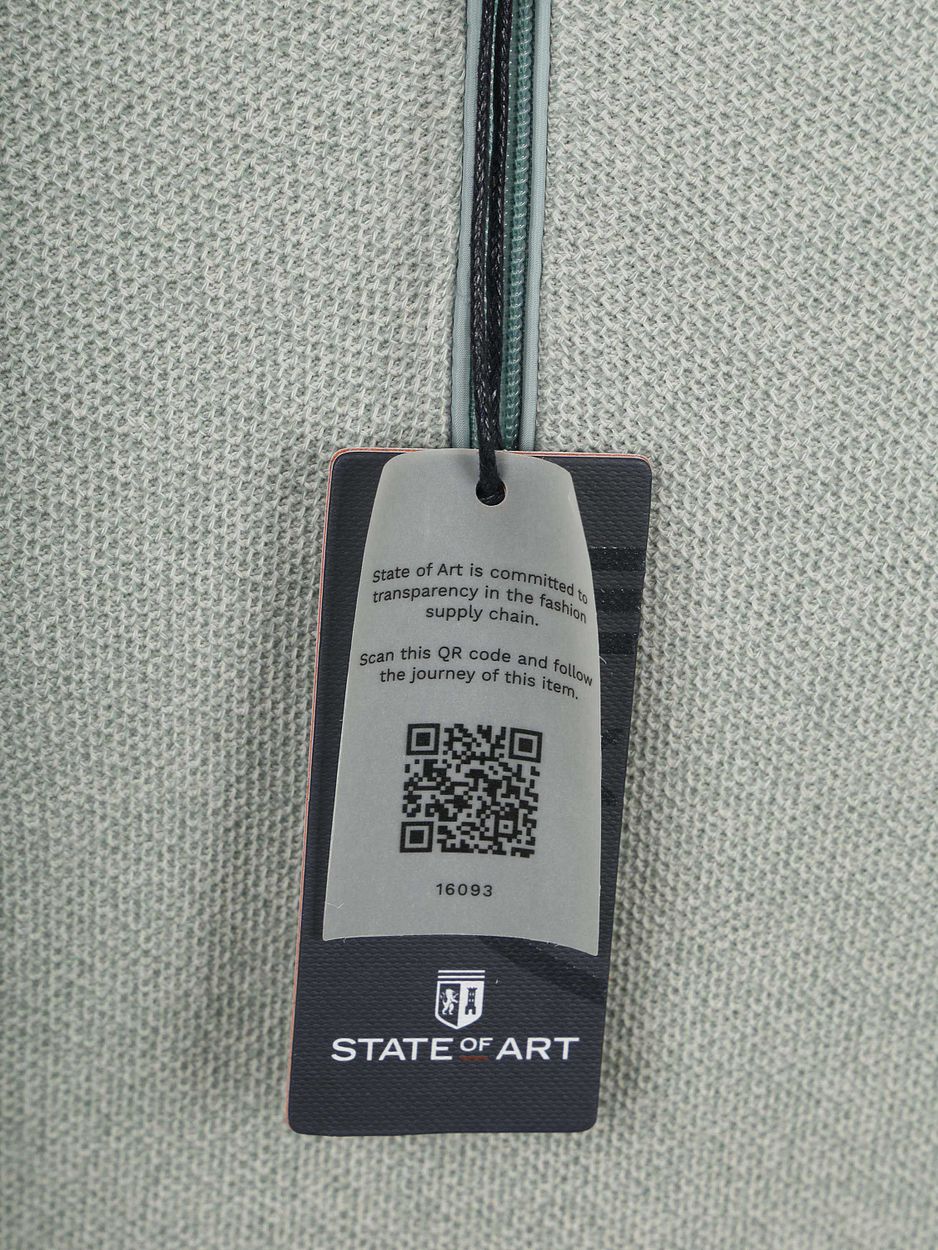 State of Art is committed to
transparency in the fashion
supply chain.
Scan this QR code and follow
the journey of this item.
16093
STATE OF ART